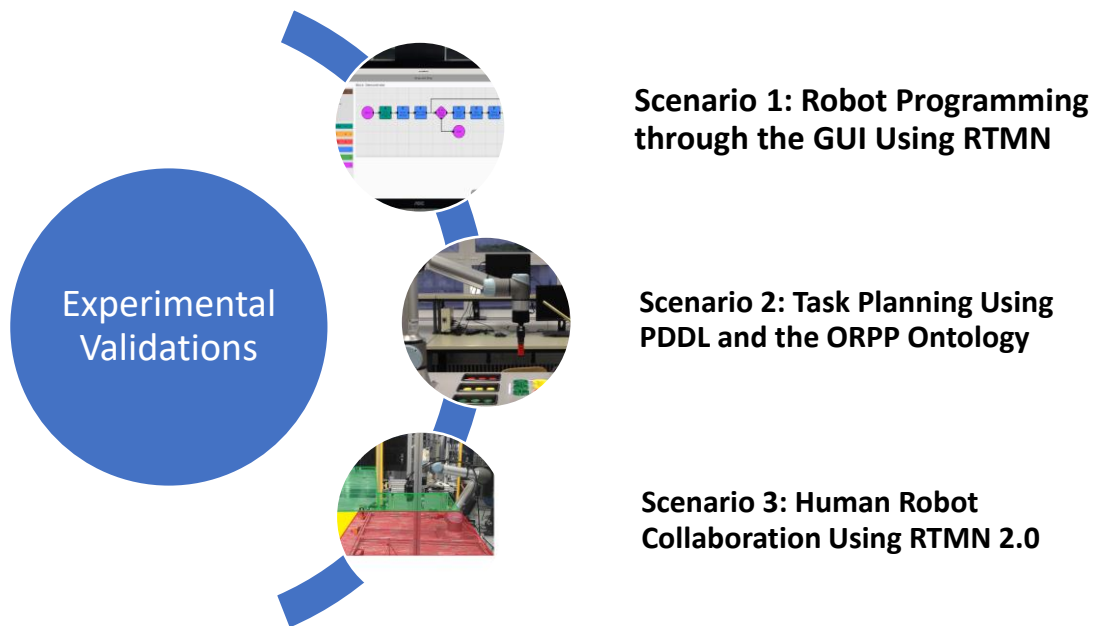 Experimental
Validations
Scenario 1: Robot Programming
through the GUI Using RTMN
Scenario 2: Task Planning Using
PDDL and the ORPP Ontology
Scenario 3: Human Robot
Collaboration Using RTMN 2.0